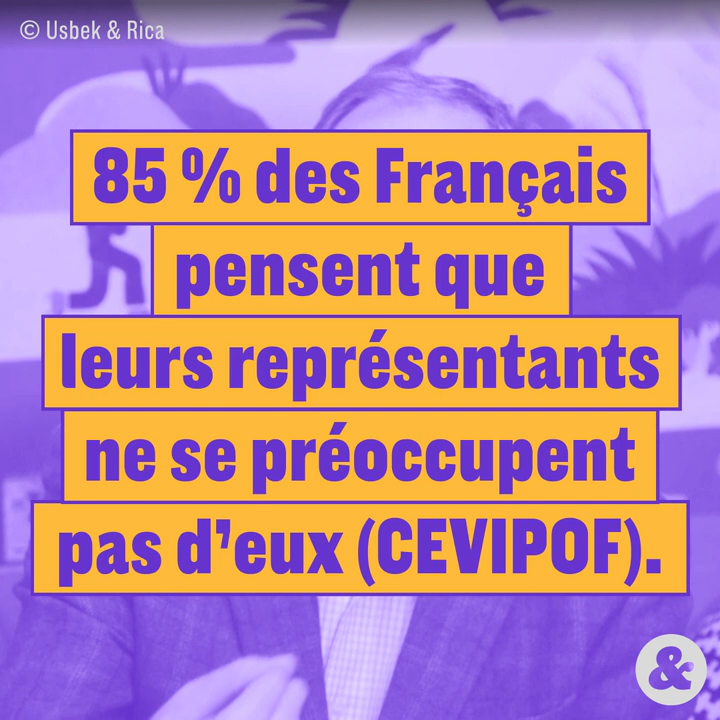 © Usbek & Rica
85 % des Français
pensent que
leurs représentants
ne se préoccupent
pas d’eux (CEVIPOF).
&